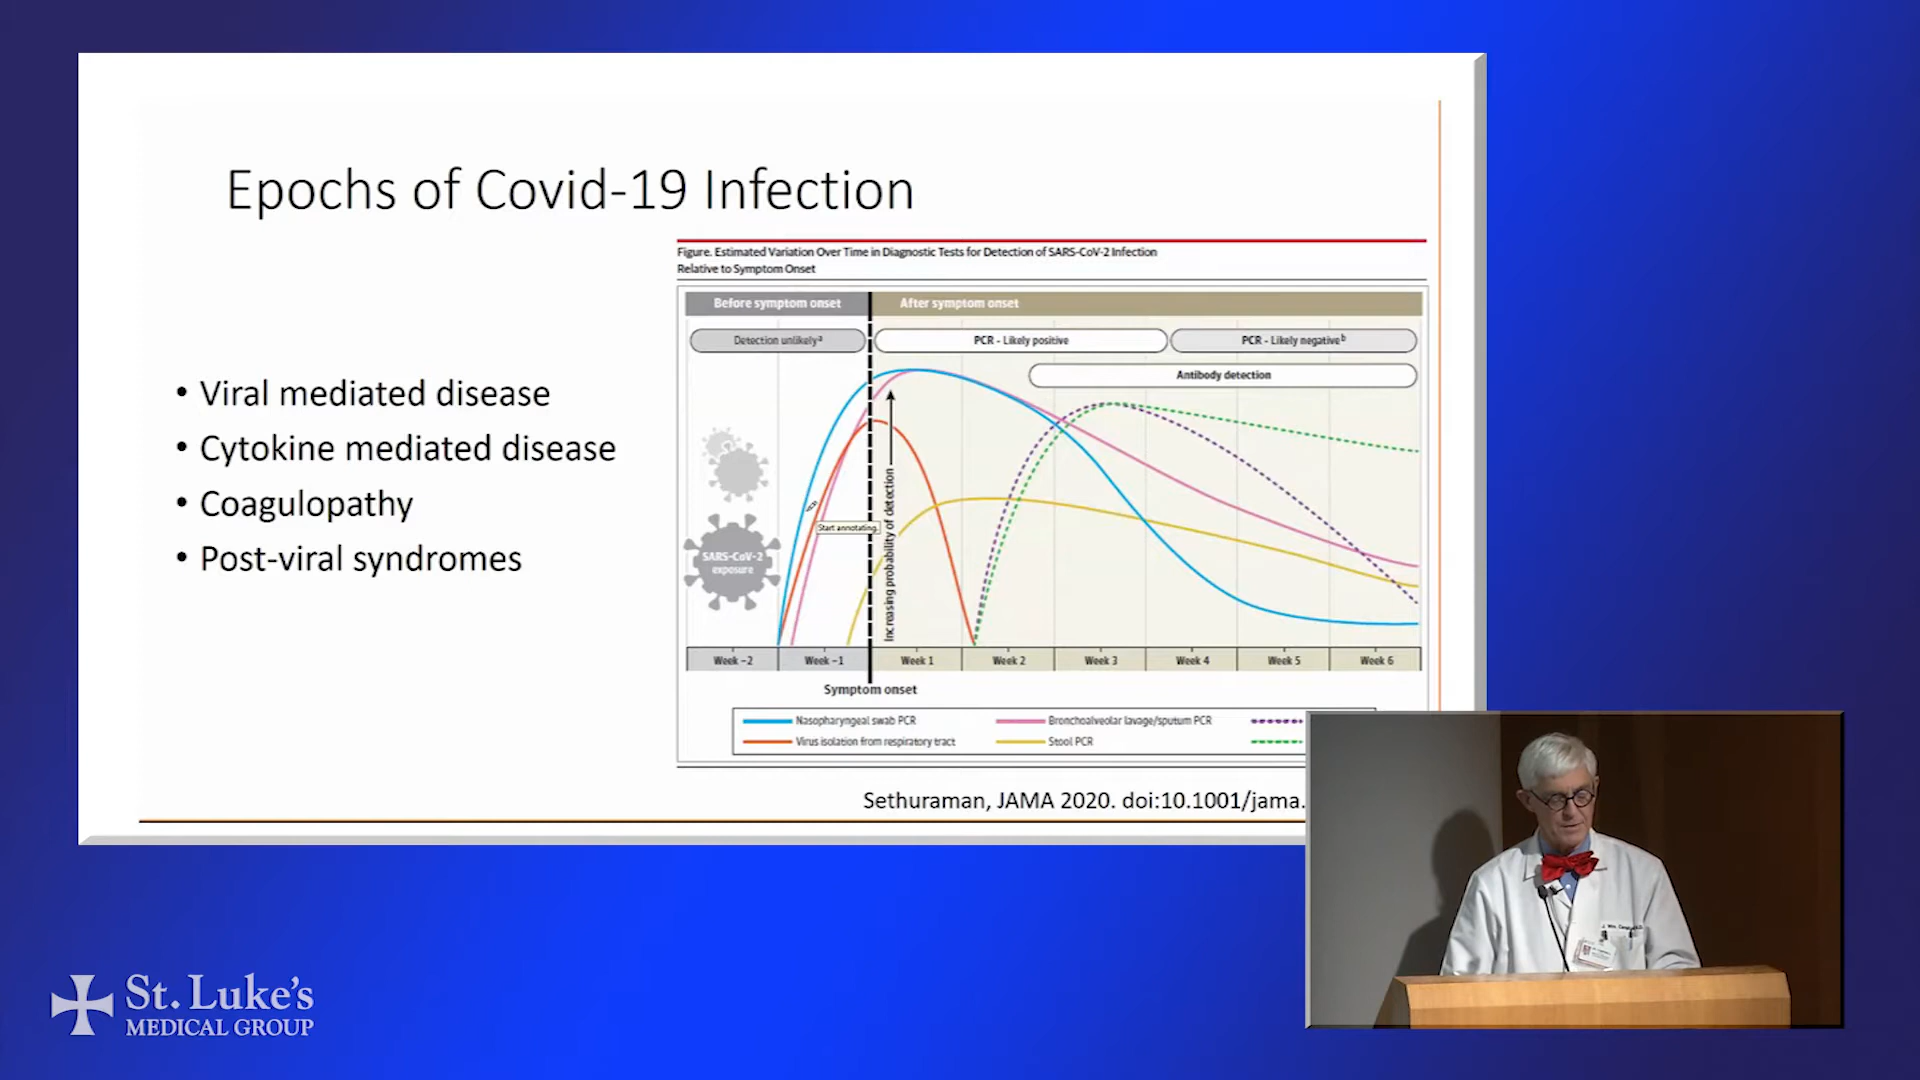 Epochs of Covid-19 Infection
• Viral mediated disease
• Cytokine mediated disease
• Coagulopathy
• Post-viral syndromes
Figure. Estimated Variation Over Time in Diagnostic Tests for Detection of SARS-CoV-2 Infection
Relative to Symptom Onset
Before symptom onset
After symptom onset
Detection unlikelyª
PCR - Likely positive
PCR - Likely negativeᵇ
Antibody detection
SARS-CoV-2
exposure
Start annotating.
Increasing probability of detection
Week −2
Week −1
Week 1
Week 2
Week 3
Week 4
Week 5
Week 6
Symptom onset
Nasopharyngeal swab PCR
Bronchoalveolar lavage/sputum PCR
Virus isolation from respiratory tract
Stool PCR
Sethuraman, JAMA 2020. doi:10.1001/jama.
St. Luke's
MEDICAL GROUP